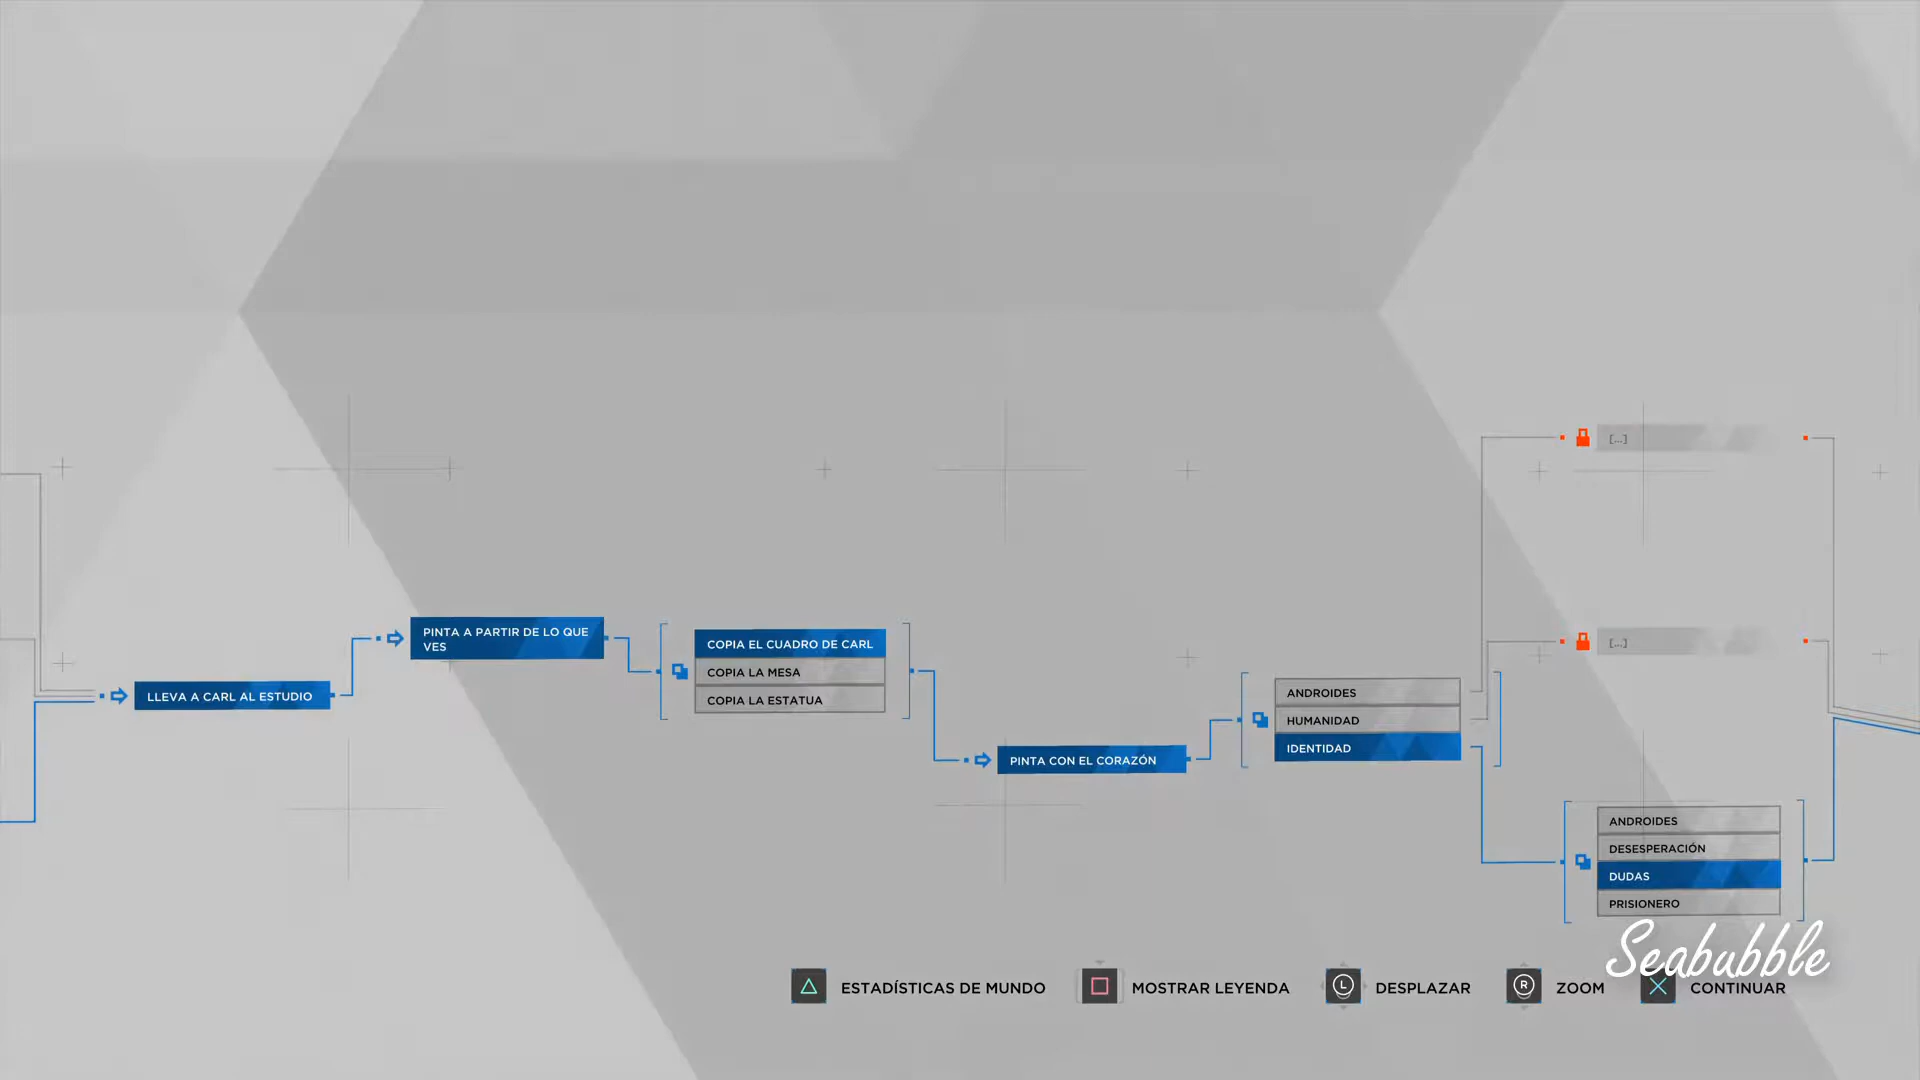 [...]
[...]
PINTA A PARTIR DE LO QUE
VES
LLEVA A CARL AL ESTUDIO
COPIA EL CUADRO DE CARL
COPIA LA MESA
COPIA LA ESTATUA
PINTA CON EL CORAZÓN
ANDROIDES
HUMANIDAD
IDENTIDAD
ANDROIDES
DESESPERACIÓN
DUDAS
PRISIONERO
Seabubble
ESTADÍSTICAS DE MUNDO
MOSTRAR LEYENDA
L DESPLAZAR
R ZOOM
CONTINUAR